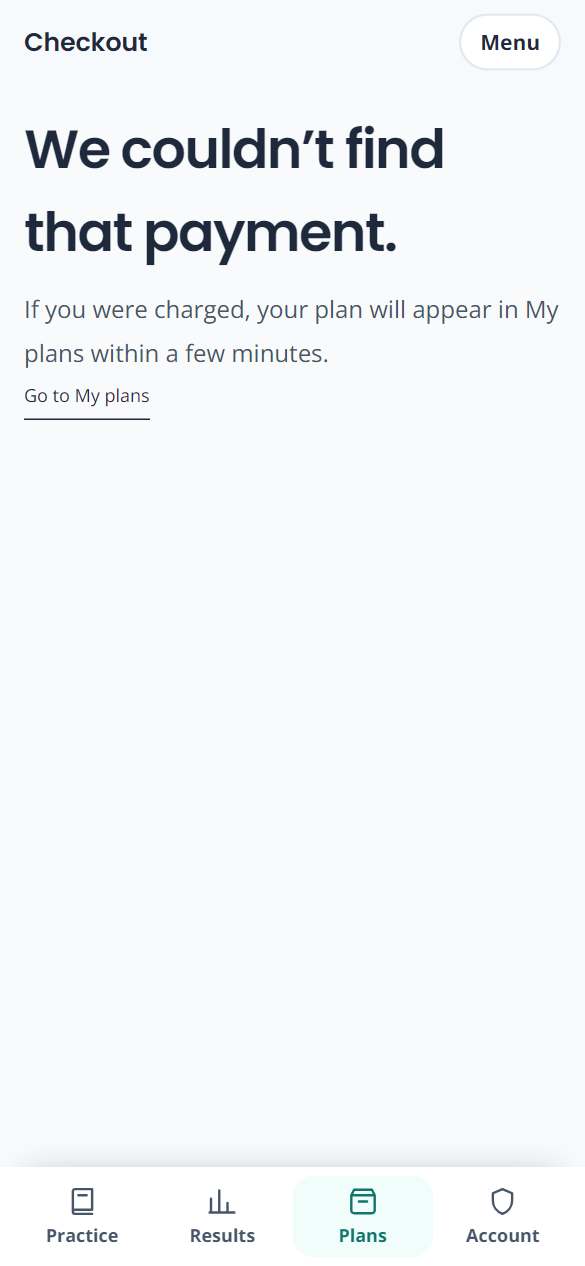 Checkout
Menu
We couldn’t find
that payment.
If you were charged, your plan will appear in My
plans within a few minutes.
Go to My plans
Practice
Results
Plans
Account